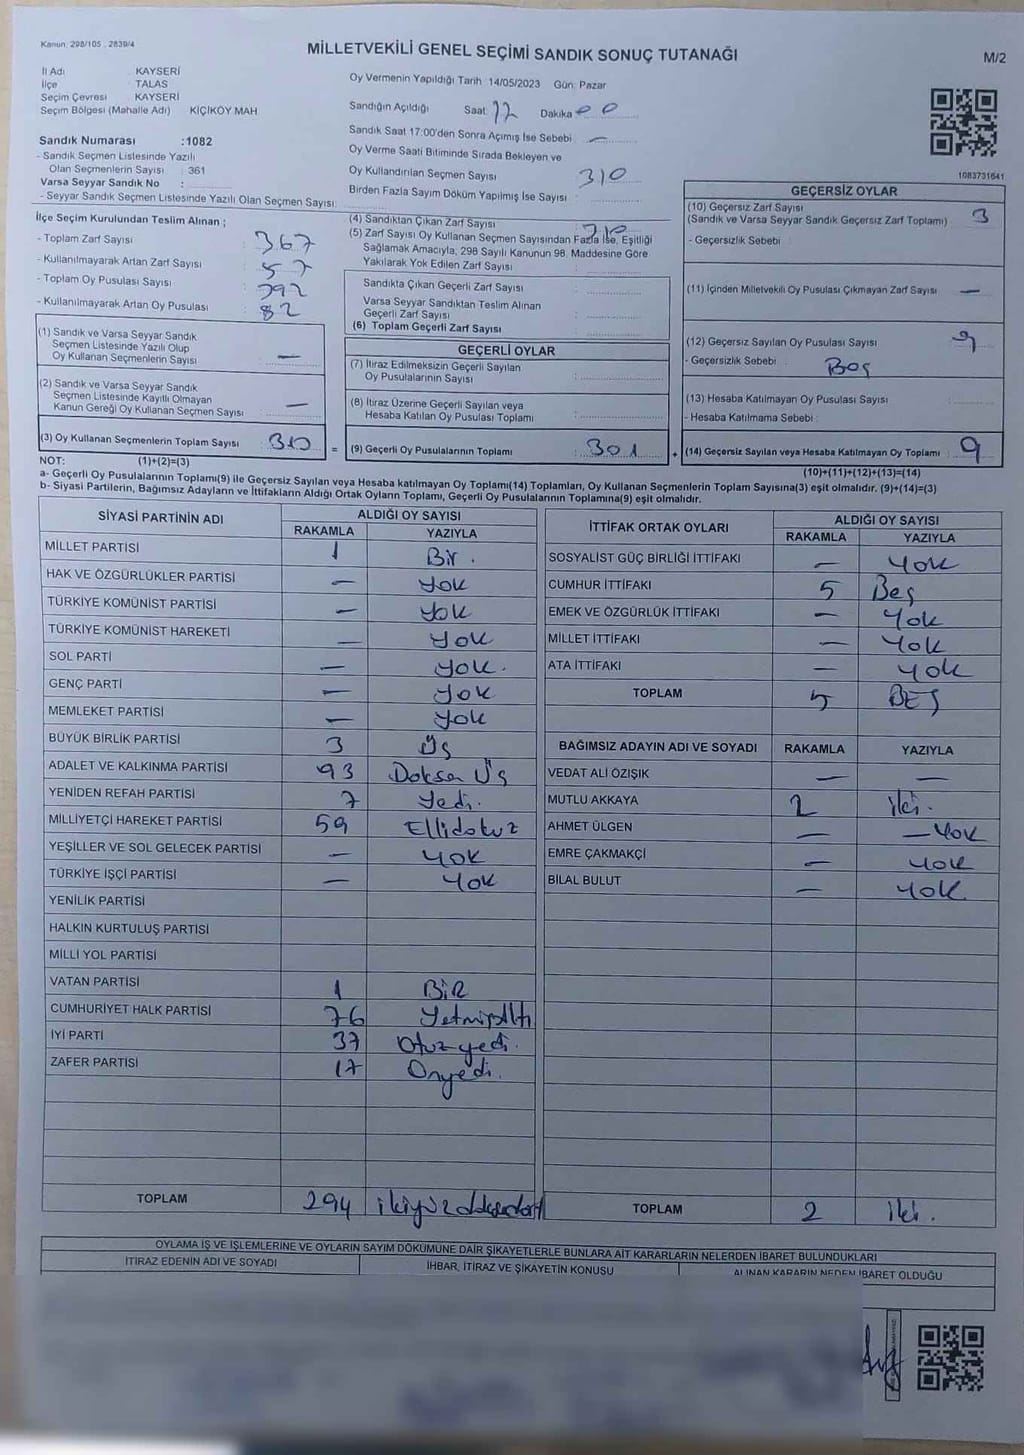 Kanun: 298/105, 2839/4
MİLLETVEKİLİ GENEL SEÇİMİ SANDIK SONUÇ TUTANAĞI
M/2
İl Adı KAYSERİ
İlçe TALAS
Seçim Çevresi KAYSERİ
Seçim Bölgesi (Mahalle Adı) KİÇİKÖY MAH
Sandık Numarası :1082
- Sandık Seçmen Listesinde Yazılı
Olan Seçmenlerin Sayısı : 361
Varsa Seyyar Sandık No :
- Seyyar Sandık Seçmen Listesinde Yazılı Olan Seçmen Sayısı:
Oy Vermenin Yapıldığı Tarih 14/05/2023 Gün: Pazar
Sandığın Açıldığı Saat 17 Dakika 00
Sandık Saat 17:00'den Sonra Açımış İse Sebebi : —
Oy Verme Saati Bitiminde Sırada Bekleyen ve
Oy Kullandırılan Seçmen Sayısı 310
Birden Fazla Sayım Döküm Yapılmış İse Sayısı :
1083731641
İlçe Seçim Kurulundan Teslim Alınan ;
- Toplam Zarf Sayısı : 367
- Kullanılmayarak Artan Zarf Sayısı : 57
- Toplam Oy Pusulası Sayısı : 392
- Kullanılmayarak Artan Oy Pusulası : 82
(1) Sandık ve Varsa Seyyar Sandık
Seçmen Listesinde Yazılı Olup
Oy Kullanan Seçmenlerin Sayısı : —
(2) Sandık ve Varsa Seyyar Sandık
Seçmen Listesinde Kayıtlı Olmayan
Kanun Gereği Oy Kullanan Seçmen Sayısı : —
(3) Oy Kullanan Seçmenlerin Toplam Sayısı : 310
(4) Sandıktan Çıkan Zarf Sayısı : 310
(5) Zarf Sayısı Oy Kullanan Seçmen Sayısından Fazla İse, Eşitliği
Sağlamak Amacıyla, 298 Sayılı Kanunun 98. Maddesine Göre
Yakılarak Yok Edilen Zarf Sayısı :
Sandıkta Çıkan Geçerli Zarf Sayısı :
Varsa Seyyar Sandıktan Teslim Alınan
Geçerli Zarf Sayısı :
(6) Toplam Geçerli Zarf Sayısı :
GEÇERLİ OYLAR
(7) İtiraz Edilmeksizin Geçerli Sayılan
Oy Pusulalarının Sayısı :
(8) İtiraz Üzerine Geçerli Sayılan veya
Hesaba Katılan Oy Pusulası Toplamı :
= (9) Geçerli Oy Pusulalarının Toplamı : 301
GEÇERSİZ OYLAR
(10) Geçersiz Zarf Sayısı
(Sandık ve Varsa Seyyar Sandık Geçersiz Zarf Toplamı) : 3
- Geçersizlik Sebebi :
(11) İçinden Milletvekili Oy Pusulası Çıkmayan Zarf Sayısı : —
(12) Geçersiz Sayılan Oy Pusulası Sayısı : 9
- Geçersizlik Sebebi : Boş
(13) Hesaba Katılmayan Oy Pusulası Sayısı :
- Hesaba Katılmama Sebebi :
+ (14) Geçersiz Sayılan veya Hesaba Katılmayan Oy Toplamı : 9
NOT: (1)+(2)=(3)
(10)+(11)+(12)+(13)=(14)
a- Geçerli Oy Pusulalarının Toplamı(9) ile Geçersiz Sayılan veya Hesaba katılmayan Oy Toplamı(14) Toplamları, Oy Kullanan Seçmenlerin Toplam Sayısına(3) eşit olmalıdır. (9)+(14)=(3)
b- Siyasi Partilerin, Bağımsız Adayların ve İttifakların Aldığı Ortak Oyların Toplamı, Geçerli Oy Pusulalarının Toplamına(9) eşit olmalıdır.
SİYASİ PARTİNİN ADI ALDIĞI OY SAYISI
RAKAMLA YAZIYLA
MİLLET PARTİSİ 1 Bir.
HAK VE ÖZGÜRLÜKLER PARTİSİ — Yok
TÜRKİYE KOMÜNİST PARTİSİ — Yok
TÜRKİYE KOMÜNİST HAREKETİ — Yok
SOL PARTİ — Yok.
GENÇ PARTİ — Yok
MEMLEKET PARTİSİ — Yok
BÜYÜK BİRLİK PARTİSİ 3 Üç
ADALET VE KALKINMA PARTİSİ 93 Doksan Üç
YENİDEN REFAH PARTİSİ 7 Yedi.
MİLLİYETÇİ HAREKET PARTİSİ 59 Ellidokuz
YEŞİLLER VE SOL GELECEK PARTİSİ — Yok
TÜRKİYE İŞÇİ PARTİSİ — Yok
YENİLİK PARTİSİ
HALKIN KURTULUŞ PARTİSİ
MİLLİ YOL PARTİSİ
VATAN PARTİSİ 1 BİR
CUMHURİYET HALK PARTİSİ 76 Yetmişaltı
İYİ PARTİ 37 Otuzyedi.
ZAFER PARTİSİ 17 Onyedi.
TOPLAM 294 ikiyüzdoksandört
İTTİFAK ORTAK OYLARI ALDIĞI OY SAYISI
RAKAMLA YAZIYLA
SOSYALİST GÜÇ BİRLİĞİ İTTİFAKI — Yok
CUMHUR İTTİFAKI 5 Beş
EMEK VE ÖZGÜRLÜK İTTİFAKI — Yok
MİLLET İTTİFAKI — Yok
ATA İTTİFAKI — Yok
TOPLAM 5 BEŞ
BAĞIMSIZ ADAYIN ADI VE SOYADI RAKAMLA YAZIYLA
VEDAT ALİ ÖZIŞIK — —
MUTLU AKKAYA 2 iki.
AHMET ÜLGEN — — Yok
EMRE ÇAKMAKÇİ — Yok
BİLAL BULUT — Yok
TOPLAM 2 iki.
OYLAMA İŞ VE İŞLEMLERİNE VE OYLARIN SAYIM DÖKÜMÜNE DAİR ŞİKAYETLERLE BUNLARA AİT KARARLARIN NELERDEN İBARET BULUNDUKLARI
İTİRAZ EDENİN ADI VE SOYADI İHBAR, İTİRAZ VE ŞİKAYETİN KONUSU ALINAN KARARIN NEDEN İBARET OLDUĞU